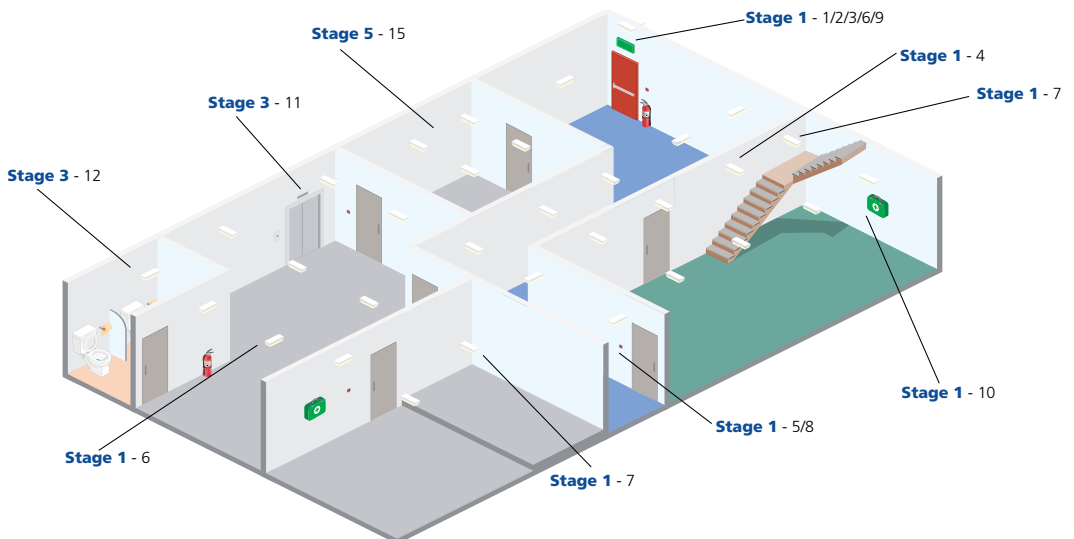 Stage 1 - 1/2/3/6/9
Stage 5 - 15
Stage 1 - 4
Stage 1 - 7
Stage 3 - 11
Stage 3 - 12
Stage 1 - 10
Stage 1 - 5/8
Stage 1 - 6
Stage 1 - 7